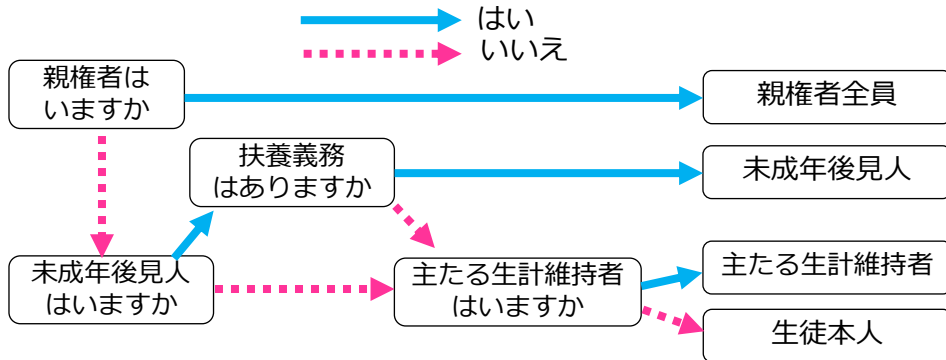 はい
いいえ
親権者は
いますか
親権者全員
扶養義務
はありますか
未成年後見人
未成年後見人
はいますか
主たる生計維持者
はいますか
主たる生計維持者
生徒本人